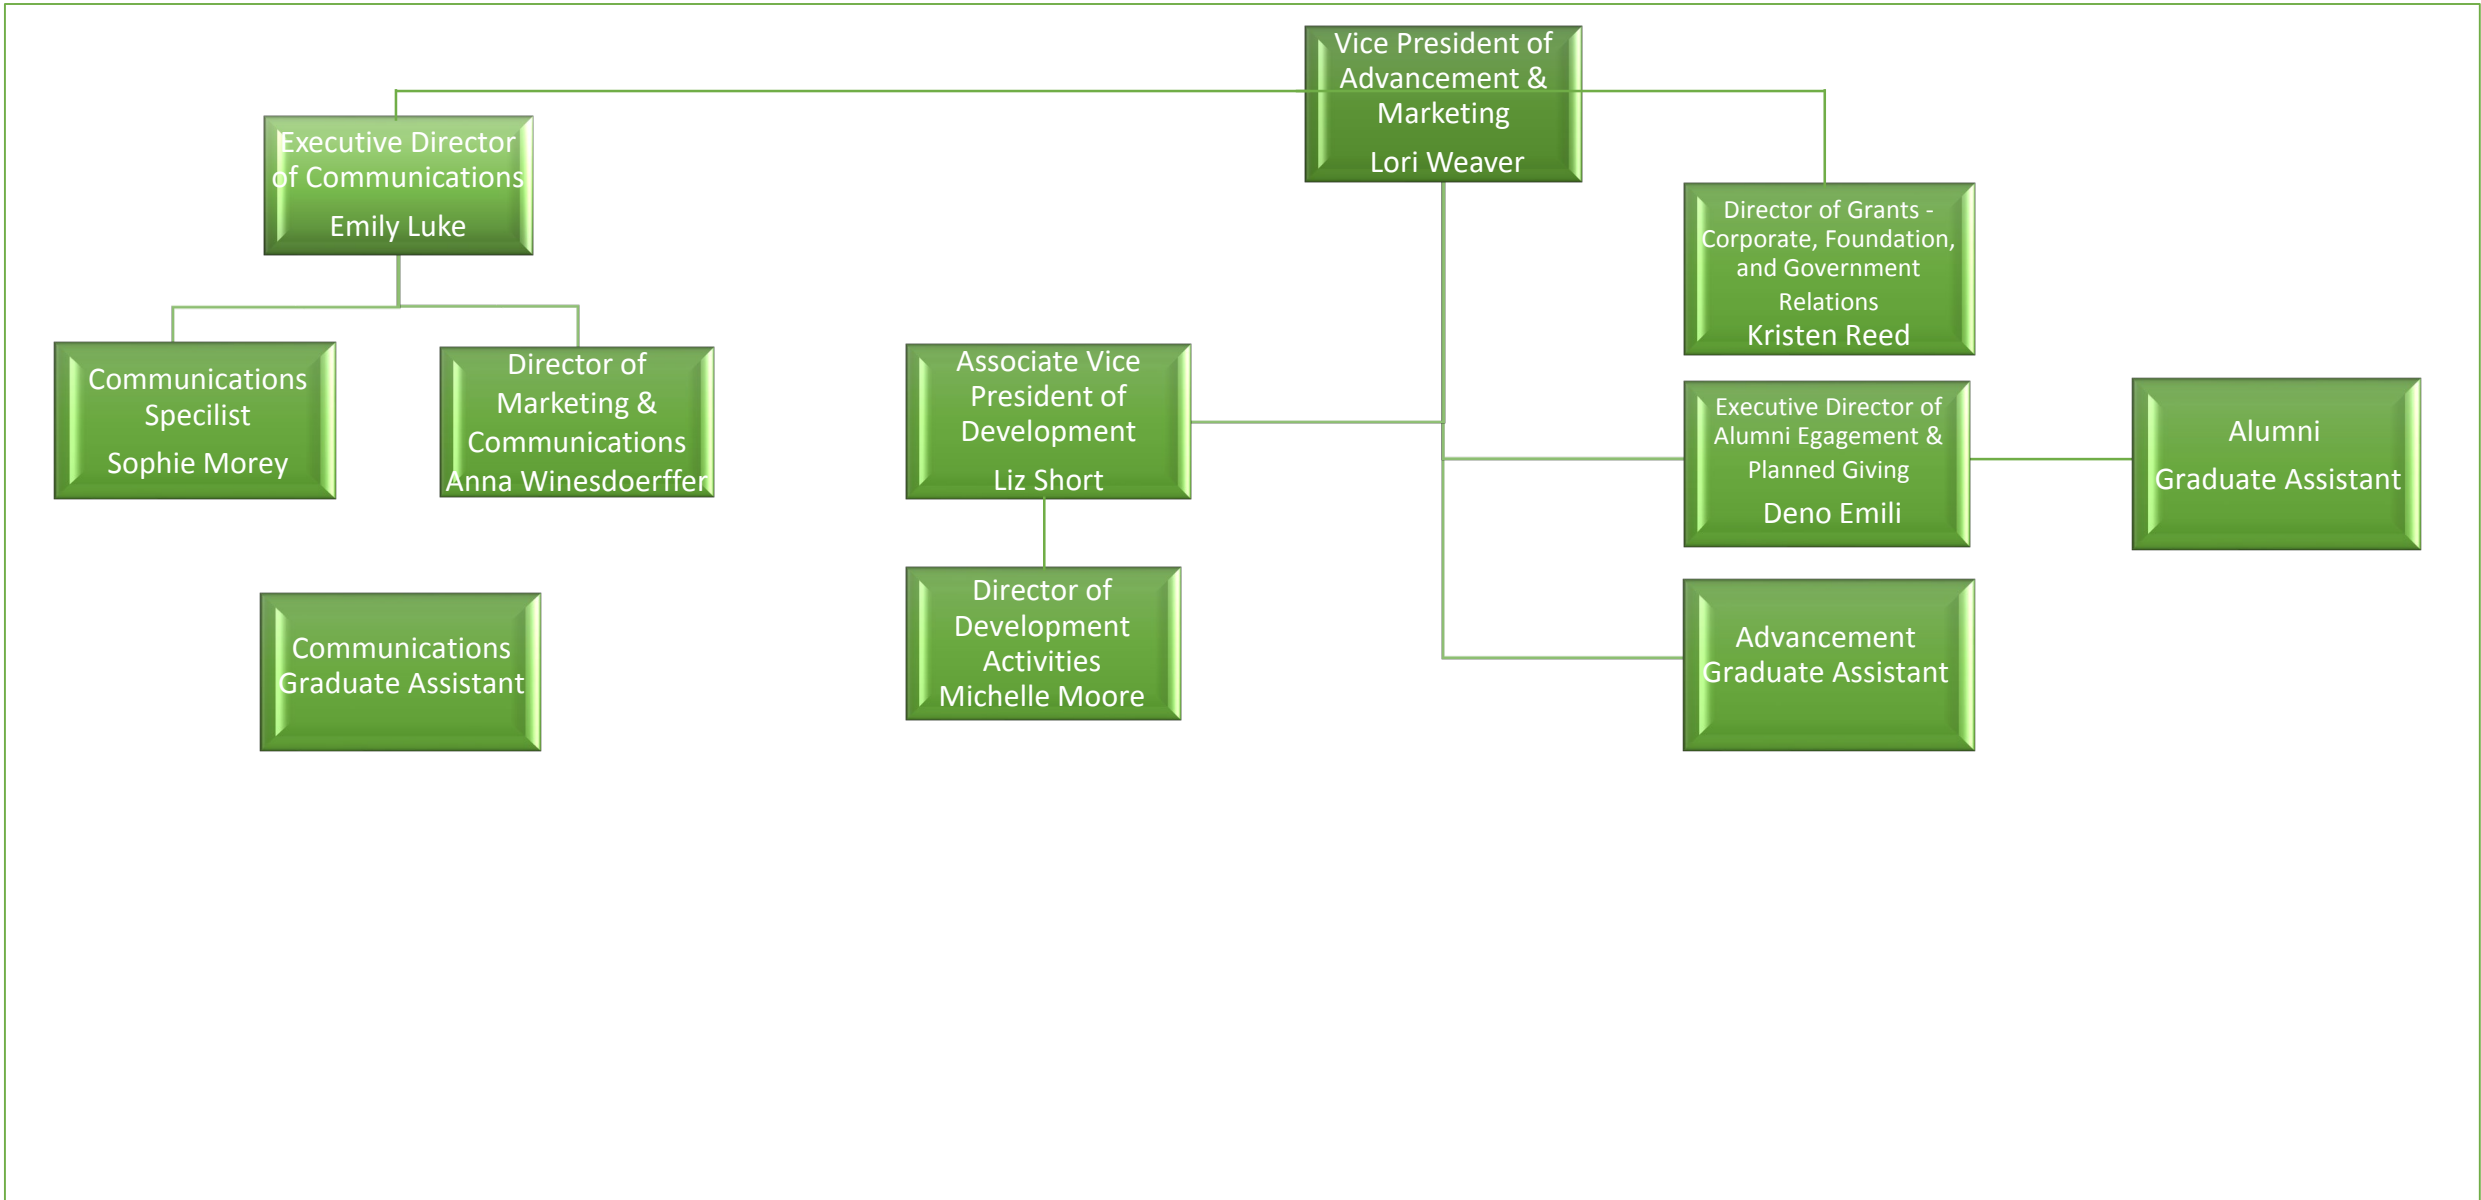 Vice President of
Advancement &
Marketing
Lori Weaver
Executive Director
of Communications
Emily Luke
Director of Grants -
Corporate, Foundation,
and Government
Relations
Kristen Reed
Communications
Specilist
Sophie Morey
Director of
Marketing &
Communications
Anna Winesdoerffer
Associate Vice
President of
Development
Liz Short
Executive Director of
Alumni Egagement &
Planned Giving
Deno Emili
Alumni
Graduate Assistant
Communications
Graduate Assistant
Director of
Development
Activities
Michelle Moore
Advancement
Graduate Assistant